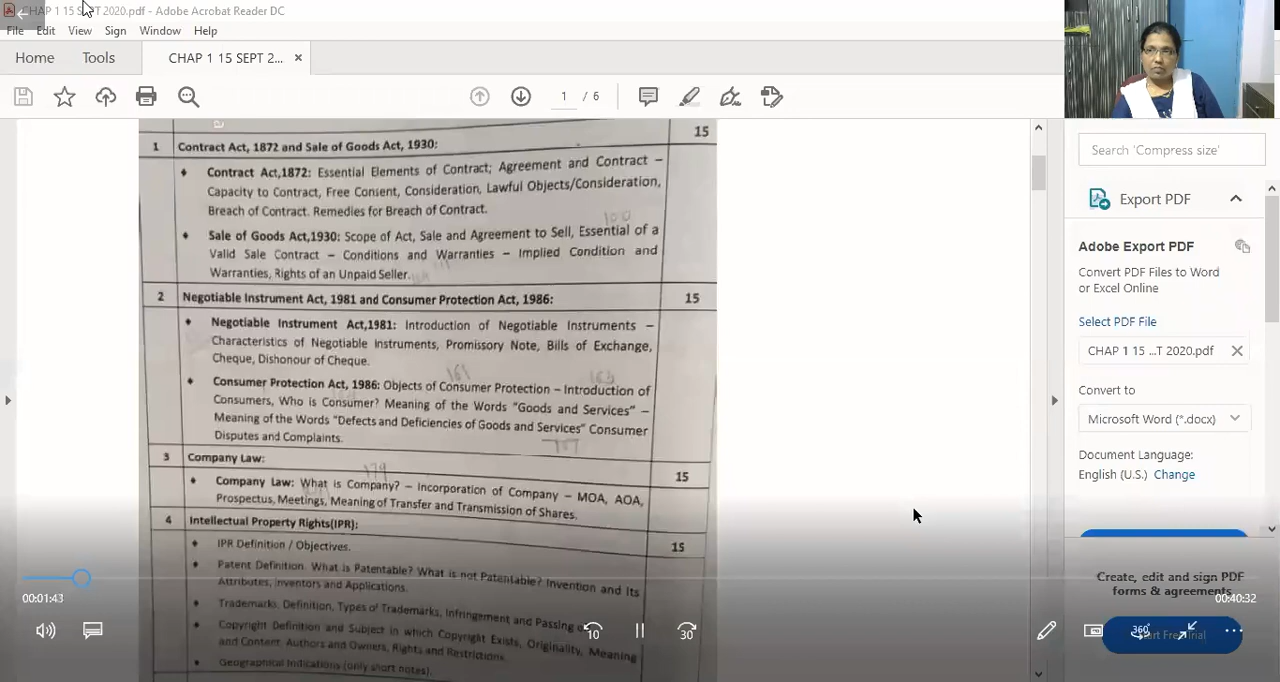 CHAP 1 15 SEPT 2020.pdf - Adobe Acrobat Reader DC
File Edit View Sign Window Help
Home Tools CHAP 1 15 SEPT 2... ×
1 / 6
15
1 Contract Act, 1872 and Sale of Goods Act, 1930:
♦ Contract Act,1872: Essential Elements of Contract; Agreement and Contract –
Capacity to Contract, Free Consent, Consideration, Lawful Objects/Consideration,
Breach of Contract. Remedies for Breach of Contract.
100
♦ Sale of Goods Act,1930: Scope of Act, Sale and Agreement to Sell, Essential of a
Valid Sale Contract – Conditions and Warranties – Implied Condition and
Warranties, Rights of an Unpaid Seller.
2 Negotiable Instrument Act, 1981 and Consumer Protection Act, 1986: 15
♦ Negotiable Instrument Act,1981: Introduction of Negotiable Instruments –
Characteristics of Negotiable Instruments, Promissory Note, Bills of Exchange,
Cheque, Dishonour of Cheque.
161 163
♦ Consumer Protection Act, 1986: Objects of Consumer Protection – Introduction of
Consumers, Who is Consumer? Meaning of the Words "Goods and Services" –
Meaning of the Words "Defects and Deficiencies of Goods and Services" Consumer
Disputes and Complaints.
3 Company Law: 15
179
♦ Company Law: What is Company? – Incorporation of Company – MOA, AOA,
Prospectus, Meetings, Meaning of Transfer and Transmission of Shares.
4 Intellectual Property Rights(IPR): 15
♦ IPR Definition / Objectives.
♦ Patent Definition. What is Patentable? What is not Patentable? Invention and Its
Attributes, Inventors and Applications.
♦ Trademarks, Definition, Types of Trademarks, Infringement and Passing
♦ Copyright Definition and Subject in which Copyright Exists, Originality, Meaning
and Content, Authors and Owners, Rights and Restrictions.
♦ Geographical Indications (only short notes).
Search 'Compress size'
Export PDF
Adobe Export PDF
Convert PDF Files to Word
or Excel Online
Select PDF File
CHAP 1 15 ...T 2020.pdf ×
Convert to
Microsoft Word (*.docx)
Document Language:
English (U.S.) Change
Create, edit and sign PDF
forms & agreements
Start Free Trial
00:01:43
00:40:32
10 30 360°